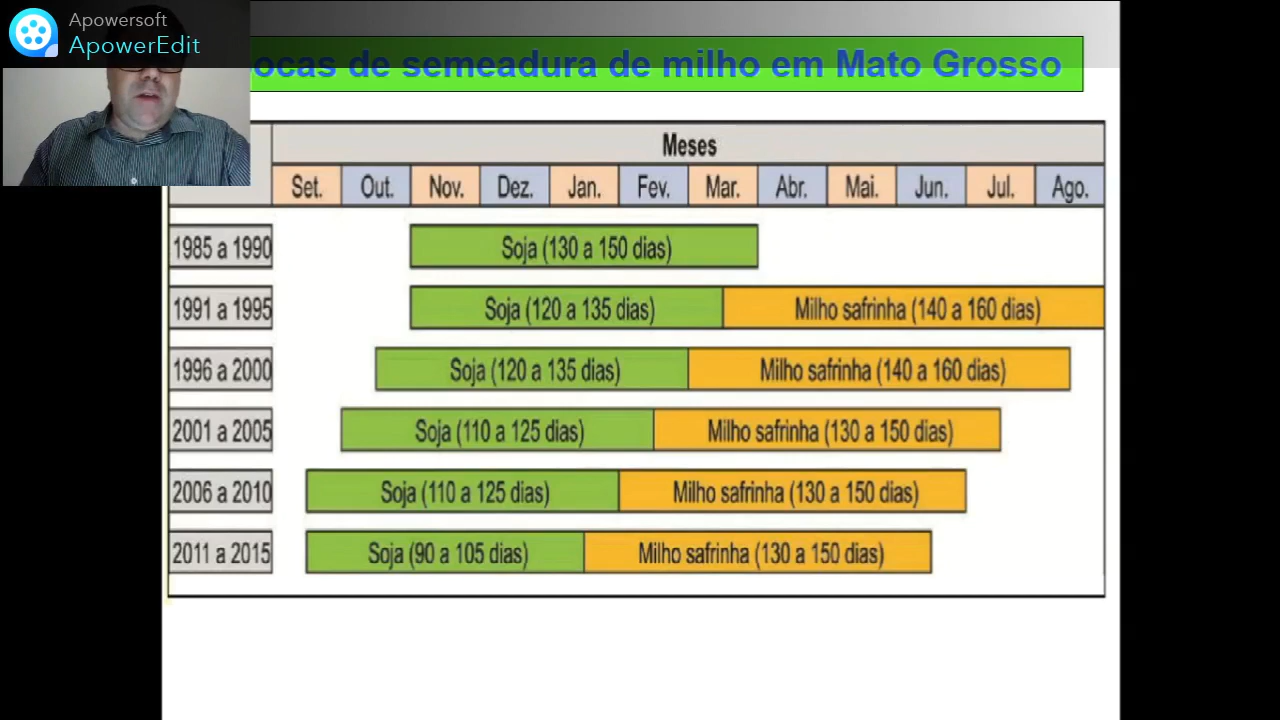 Apowersoft
ApowerEdit
de semeadura de milho em Mato Grosso
Meses
Set. Out. Nov. Dez. Jan. Fev. Mar. Abr. Mai. Jun. Jul. Ago.
1985 a 1990 Soja (130 a 150 dias)
1991 a 1995 Soja (120 a 135 dias) Milho safrinha (140 a 160 dias)
1996 a 2000 Soja (120 a 135 dias) Milho safrinha (140 a 160 dias)
2001 a 2005 Soja (110 a 125 dias) Milho safrinha (130 a 150 dias)
2006 a 2010 Soja (110 a 125 dias) Milho safrinha (130 a 150 dias)
2011 a 2015 Soja (90 a 105 dias) Milho safrinha (130 a 150 dias)